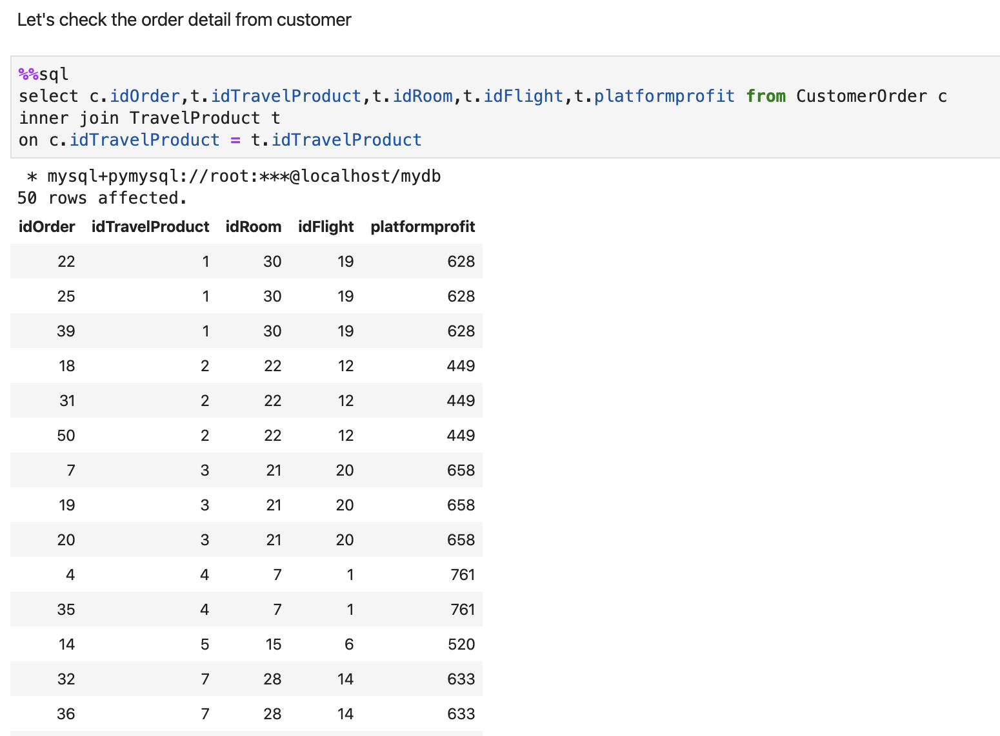 Let's check the order detail from customer
%%sql
select c.idOrder,t.idTravelProduct,t.idRoom,t.idFlight,t.platformprofit from CustomerOrder c
inner join TravelProduct t
on c.idTravelProduct = t.idTravelProduct
* mysql+pymysql://root:***@localhost/mydb
50 rows affected.
idOrder idTravelProduct idRoom idFlight platformprofit
22 1 30 19 628
25 1 30 19 628
39 1 30 19 628
18 2 22 12 449
31 2 22 12 449
50 2 22 12 449
7 3 21 20 658
19 3 21 20 658
20 3 21 20 658
4 4 7 1 761
35 4 7 1 761
14 5 15 6 520
32 7 28 14 633
36 7 28 14 633